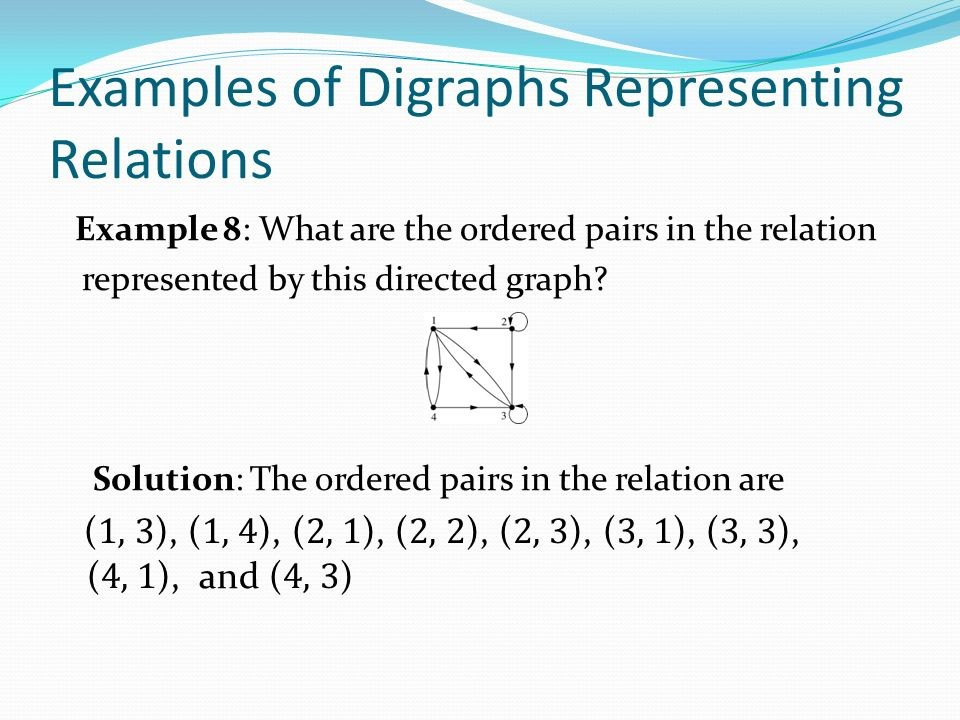 Examples of Digraphs Representing
Relations
Example 8: What are the ordered pairs in the relation
represented by this directed graph?
1 2
4 3
Solution: The ordered pairs in the relation are
(1, 3), (1, 4), (2, 1), (2, 2), (2, 3), (3, 1), (3, 3),
(4, 1), and (4, 3)